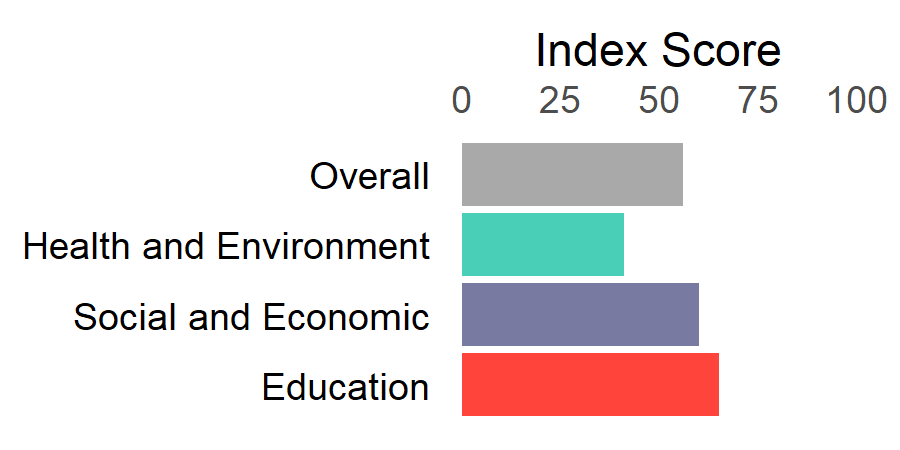 Index Score
0 25 50 75 100
Overall
Health and Environment
Social and Economic
Education